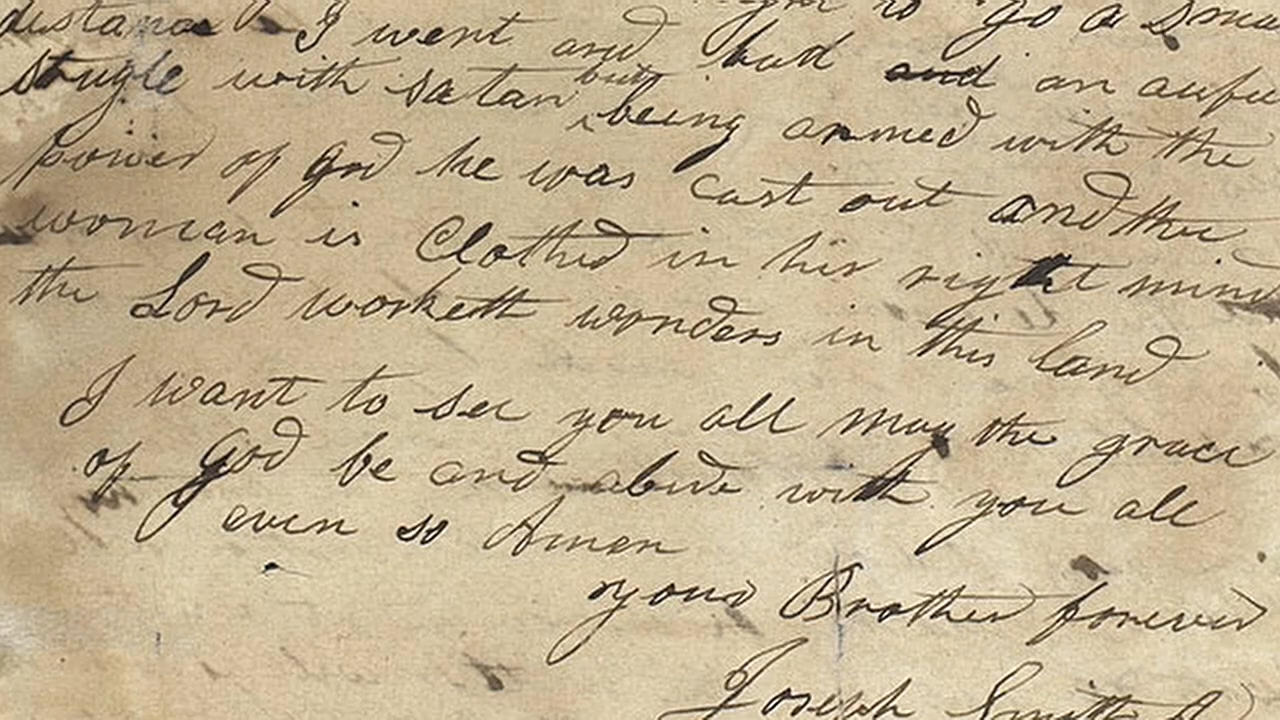 distance I went and had and an awful
strugle with satan but being armed with the
power of god he was cast out and the
woman is Clothed in hir right mind
the Lord worketh wonders in this land
I want to see you all may the grace
of God be and abide with you all
even so Amen
your Brother forever
Joseph Smith